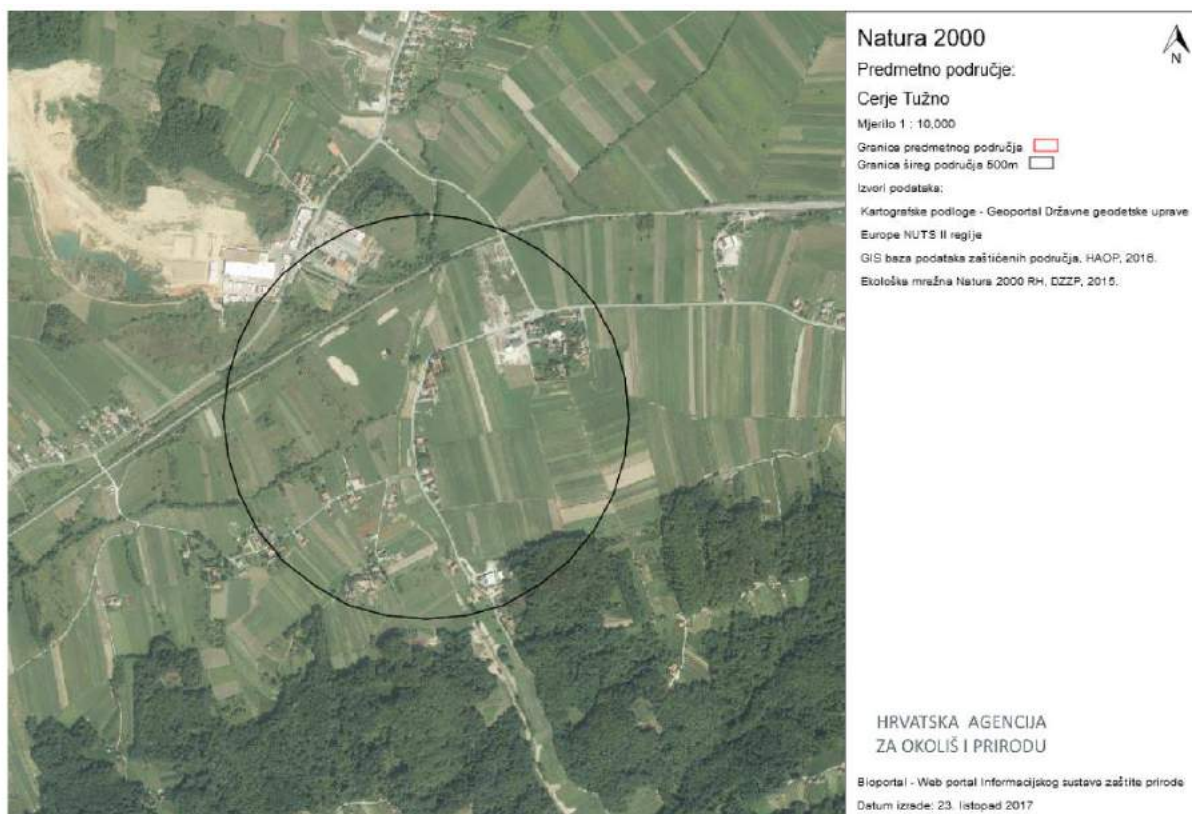 Natura 2000
N
Predmetno područje:
Cerje Tužno
Mjerilo 1 : 10,000
Granica predmetnog područja
Granica šireg područja 500m
Izvori podataka:
Kartografske podloge - Geoportal Državne geodetske uprave
Europe NUTS II regije
GIS baza podataka zaštićenih područja, HAOP, 2016.
Ekološka mrežna Natura 2000 RH, DZZP, 2015.
HRVATSKA AGENCIJA
ZA OKOLIŠ I PRIRODU
Bioportal - Web portal Informacijskog sustava zaštite prirode
Datum izrade: 23. listopad 2017